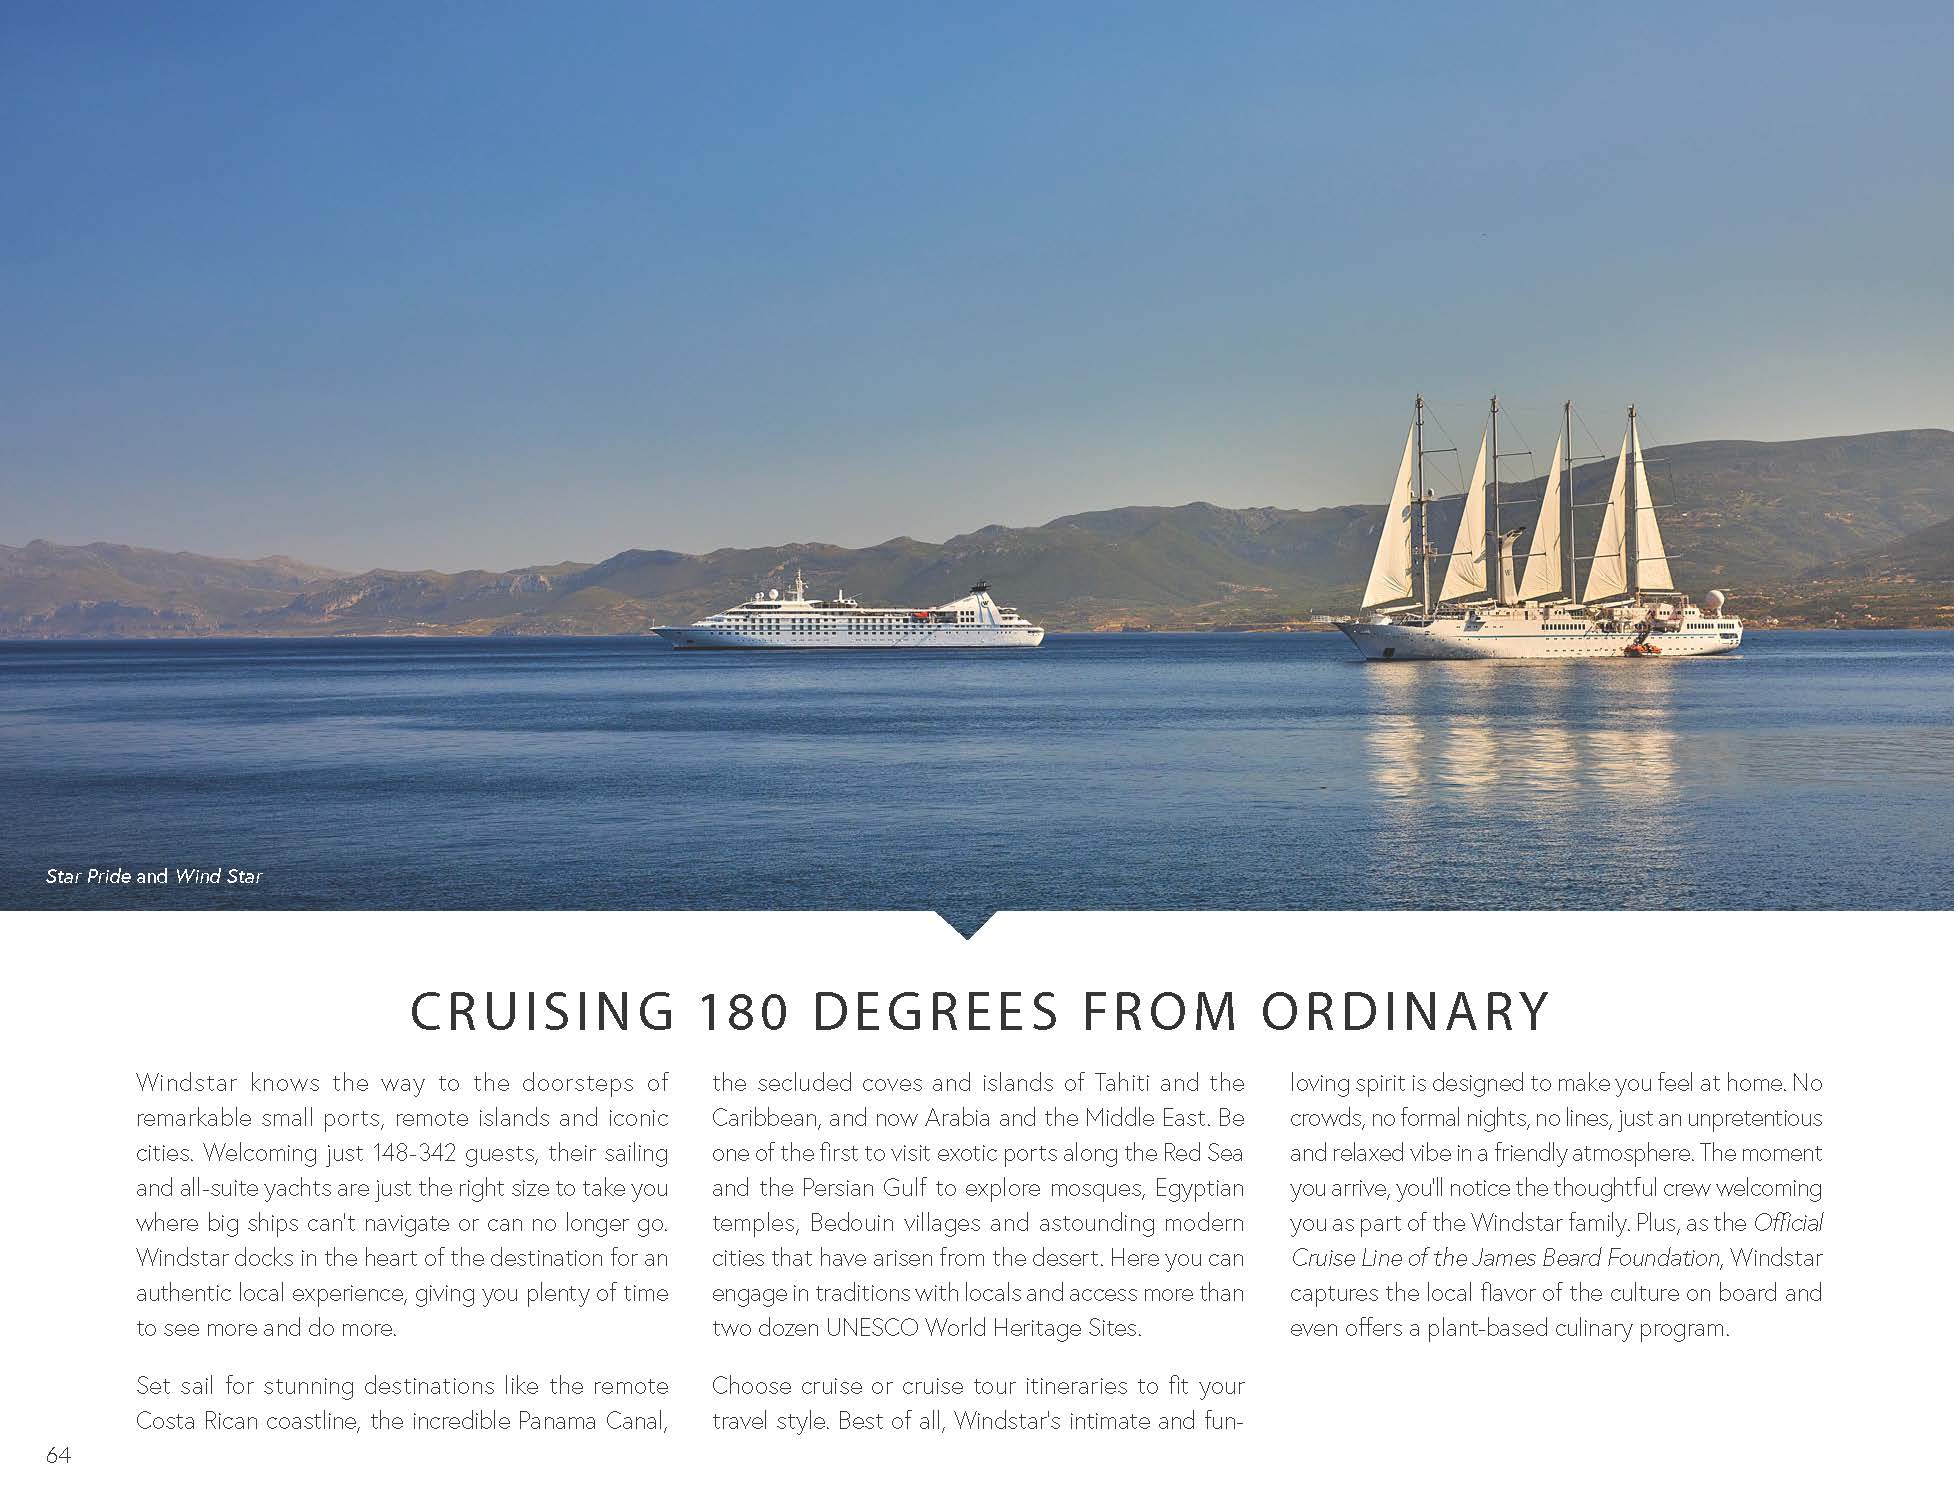 Star Pride and Wind Star
CRUISING 180 DEGREES FROM ORDINARY
Windstar knows the way to the doorsteps of
remarkable small ports, remote islands and iconic
cities. Welcoming just 148-342 guests, their sailing
and all-suite yachts are just the right size to take you
where big ships can't navigate or can no longer go.
Windstar docks in the heart of the destination for an
authentic local experience, giving you plenty of time
to see more and do more.
Set sail for stunning destinations like the remote
Costa Rican coastline, the incredible Panama Canal,
the secluded coves and islands of Tahiti and the
Caribbean, and now Arabia and the Middle East. Be
one of the first to visit exotic ports along the Red Sea
and the Persian Gulf to explore mosques, Egyptian
temples, Bedouin villages and astounding modern
cities that have arisen from the desert. Here you can
engage in traditions with locals and access more than
two dozen UNESCO World Heritage Sites.
Choose cruise or cruise tour itineraries to fit your
travel style. Best of all, Windstar's intimate and fun-
loving spirit is designed to make you feel at home. No
crowds, no formal nights, no lines, just an unpretentious
and relaxed vibe in a friendly atmosphere. The moment
you arrive, you'll notice the thoughtful crew welcoming
you as part of the Windstar family. Plus, as the Official
Cruise Line of the James Beard Foundation, Windstar
captures the local flavor of the culture on board and
even offers a plant-based culinary program.
64